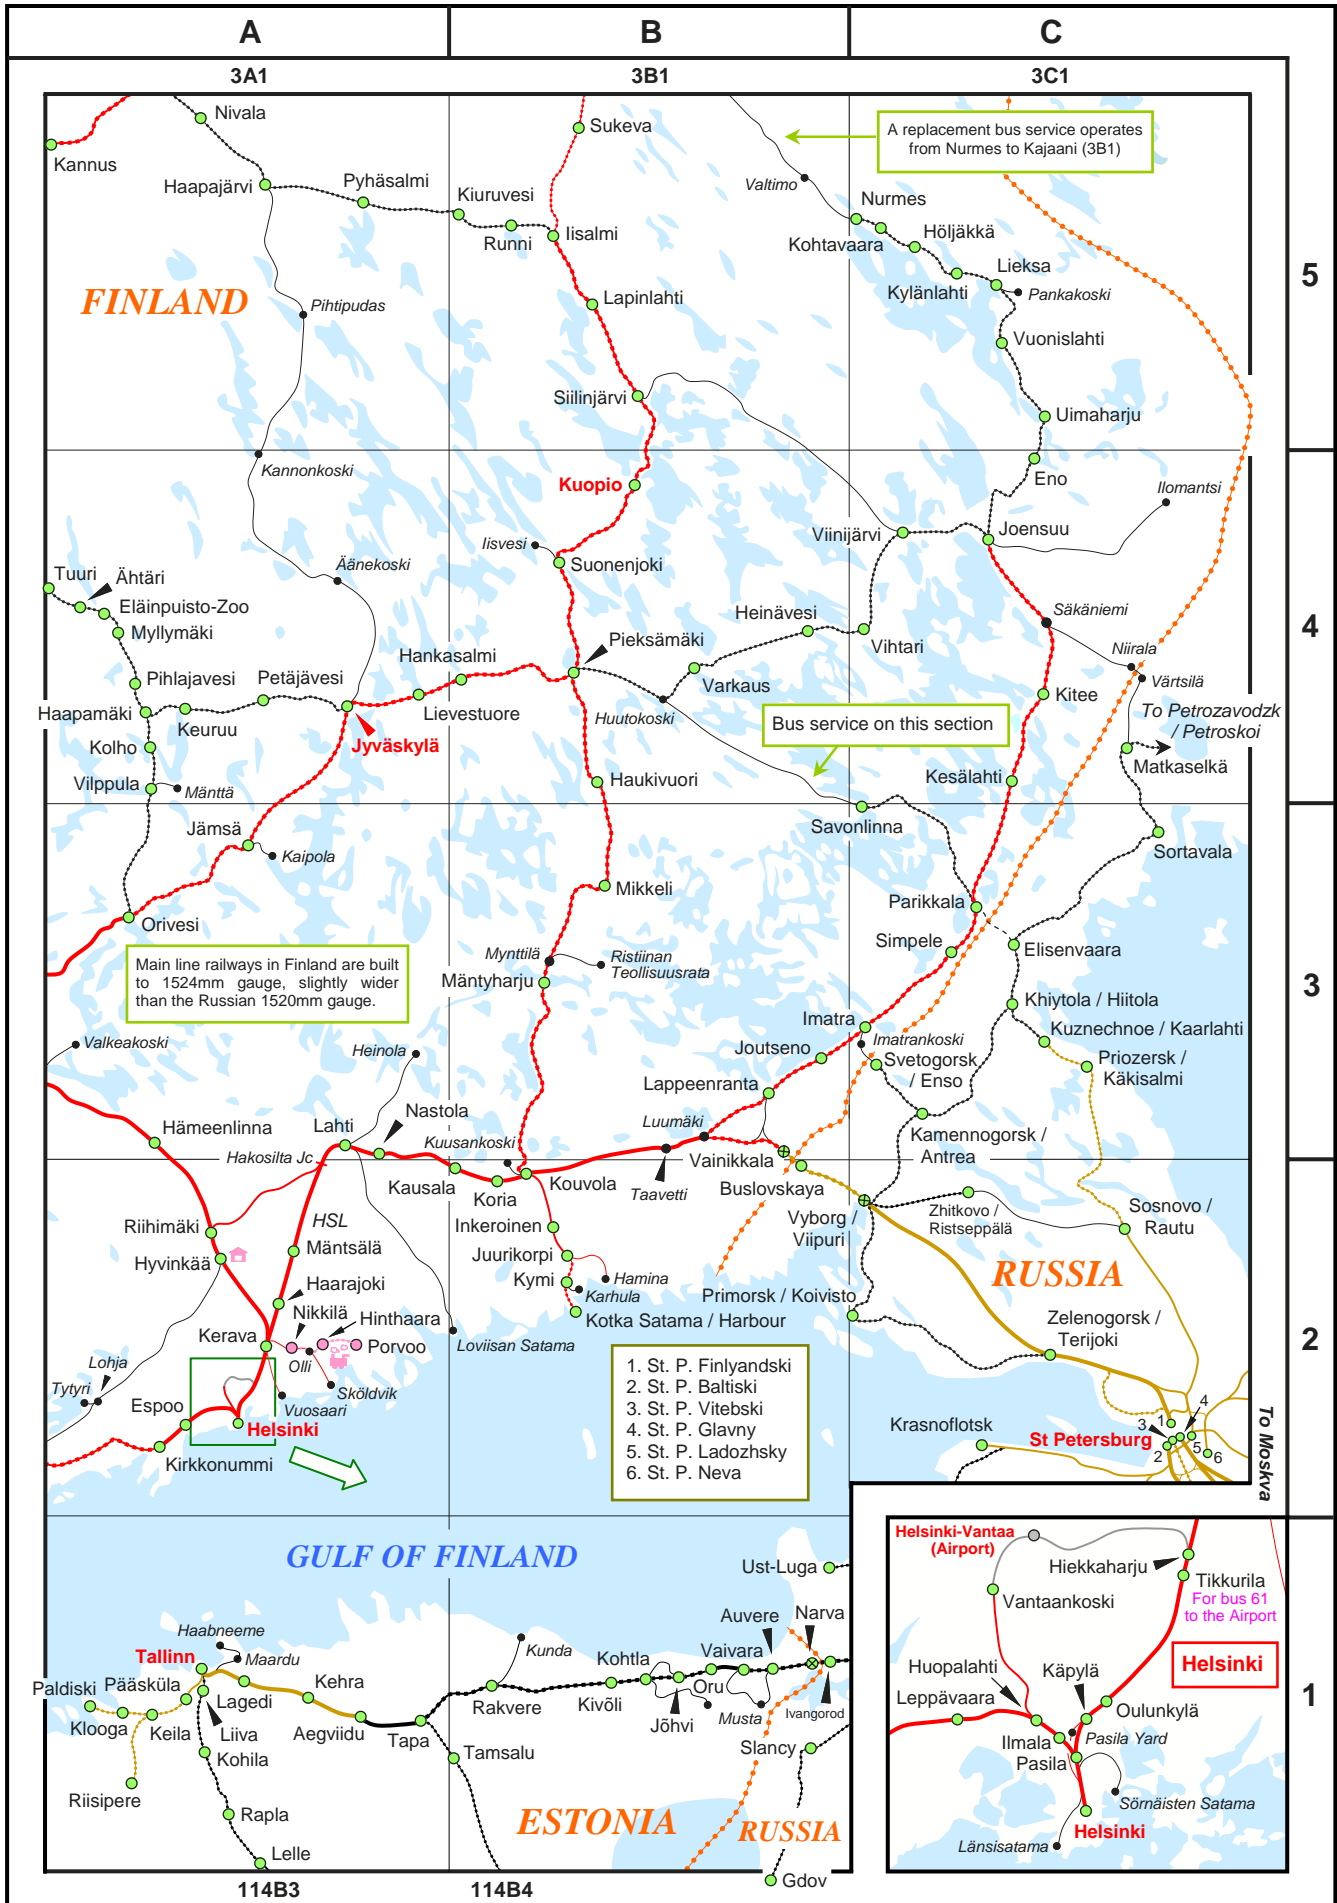 A
B
C
3A1
3B1
3C1
Nivala
Sukeva
A replacement bus service operates
from Nurmes to Kajaani (3B1)
Kannus
Haapajärvi
Pyhäsalmi
Kiuruvesi
Valtimo
Nurmes
Runni
Iisalmi
Kohtavaara
Höljäkkä
Lieksa
5
FINLAND
Pihtipudas
Lapinlahti
Kylänlahti
Pankakoski
Vuonislahti
Siilinjärvi
Uimaharju
Kannonkoski
Kuopio
Eno
Ilomantsi
Iisvesi
Viinijärvi
Joensuu
Tuuri
Ähtäri
Äänekoski
Suonenjoki
Eläinpuisto-Zoo
Myllymäki
Heinävesi
Säkäniemi
4
Hankasalmi
Pieksämäki
Vihtari
Niirala
Pihlajavesi
Petäjävesi
Varkaus
Värtsilä
Haapamäki
Keuruu
Lievestuore
Huutokoski
Kitee
To Petrozavodzk
/ Petroskoi
Kolho
Jyväskylä
Bus service on this section
Matkaselkä
Vilppula
Mänttä
Haukivuori
Kesälahti
Jämsä
Savonlinna
Kaipola
Sortavala
Mikkeli
Parikkala
Orivesi
Simpele
Elisenvaara
Main line railways in Finland are built
to 1524mm gauge, slightly wider
than the Russian 1520mm gauge.
Mynttilä
Ristiinan
Teollisuusrata
Mäntyharju
3
Khiytola / Hiitola
Imatra
Kuznechnoe / Kaarlahti
Valkeakoski
Heinola
Joutseno
Imatrankoski
Svetogorsk
/ Enso
Priozersk /
Käkisalmi
Lappeenranta
Hämeenlinna
Lahti
Nastola
Kuusankoski
Luumäki
Kamennogorsk /
Antrea
Hakosilta Jc
Vainikkala
Kausala
Koria
Kouvola
Taavetti
Buslovskaya
Riihimäki
HSL
Inkeroinen
Vyborg /
Viipuri
Zhitkovo /
Ristseppälä
Sosnovo /
Rautu
Hyvinkää
Mäntsälä
Juurikorpi
Haarajoki
Kymi
Hamina
Karhula
Primorsk / Koivisto
RUSSIA
Nikkilä
Hinthaara
Kotka Satama / Harbour
Zelenogorsk /
Terijoki
Kerava
Porvoo
Loviisan Satama
2
Olli
Lohja
Tytyri
Sköldvik
Vuosaari
1. St. P. Finlyandski
2. St. P. Baltiski
3. St. P. Vitebski
4. St. P. Glavny
5. St. P. Ladozhsky
6. St. P. Neva
Espoo
Helsinki
Kirkkonummi
Krasnoflotsk
St Petersburg
1
2
3
4
5
6
To Moskva
GULF OF FINLAND
Ust-Luga
Helsinki-Vantaa
(Airport)
Hiekkaharju
Vantaankoski
Tikkurila
For bus 61
to the Airport
Auvere
Narva
Haabneeme
Tallinn
Maardu
Kunda
Kohtla
Vaivara
Helsinki
Paldiski
Pääsküla
Kehra
Huopalahti
Käpylä
Leppävaara
1
Klooga
Keila
Lagedi
Liiva
Aegviidu
Tapa
Rakvere
Kivõli
Oru
Jõhvi
Musta
Ivangorod
Oulunkylä
Ilmala
Pasila Yard
Pasila
Kohila
Tamsalu
Slancy
Riisipere
Rapla
Sörnäisten Satama
ESTONIA
RUSSIA
Helsinki
Länsisatama
Lelle
Gdov
114B3
114B4